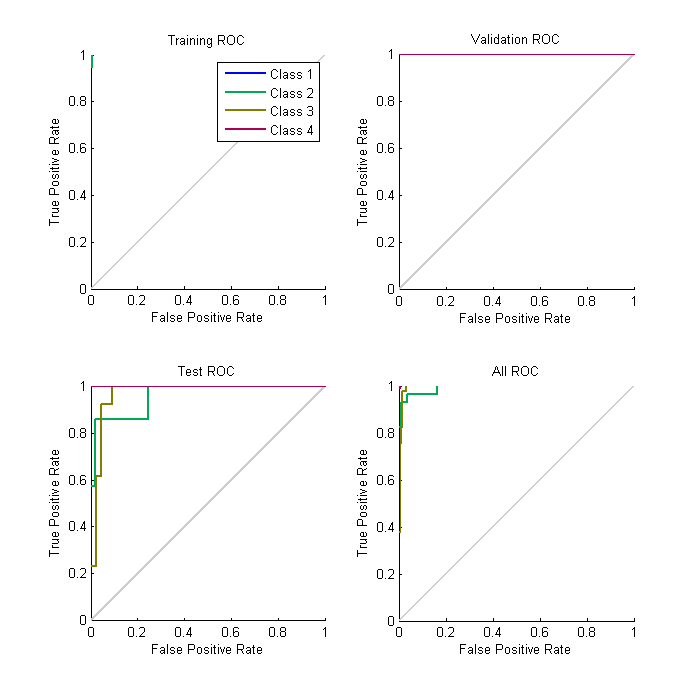 Training ROC
1
0.8
0.6
0.4
0.2
0
True Positive Rate
Class 1
Class 2
Class 3
Class 4
0 0.2 0.4 0.6 0.8 1
False Positive Rate
Validation ROC
1
0.8
0.6
0.4
0.2
0
True Positive Rate
0 0.2 0.4 0.6 0.8 1
False Positive Rate
Test ROC
1
0.8
0.6
0.4
0.2
0
True Positive Rate
0 0.2 0.4 0.6 0.8 1
False Positive Rate
All ROC
1
0.8
0.6
0.4
0.2
0
True Positive Rate
0 0.2 0.4 0.6 0.8 1
False Positive Rate